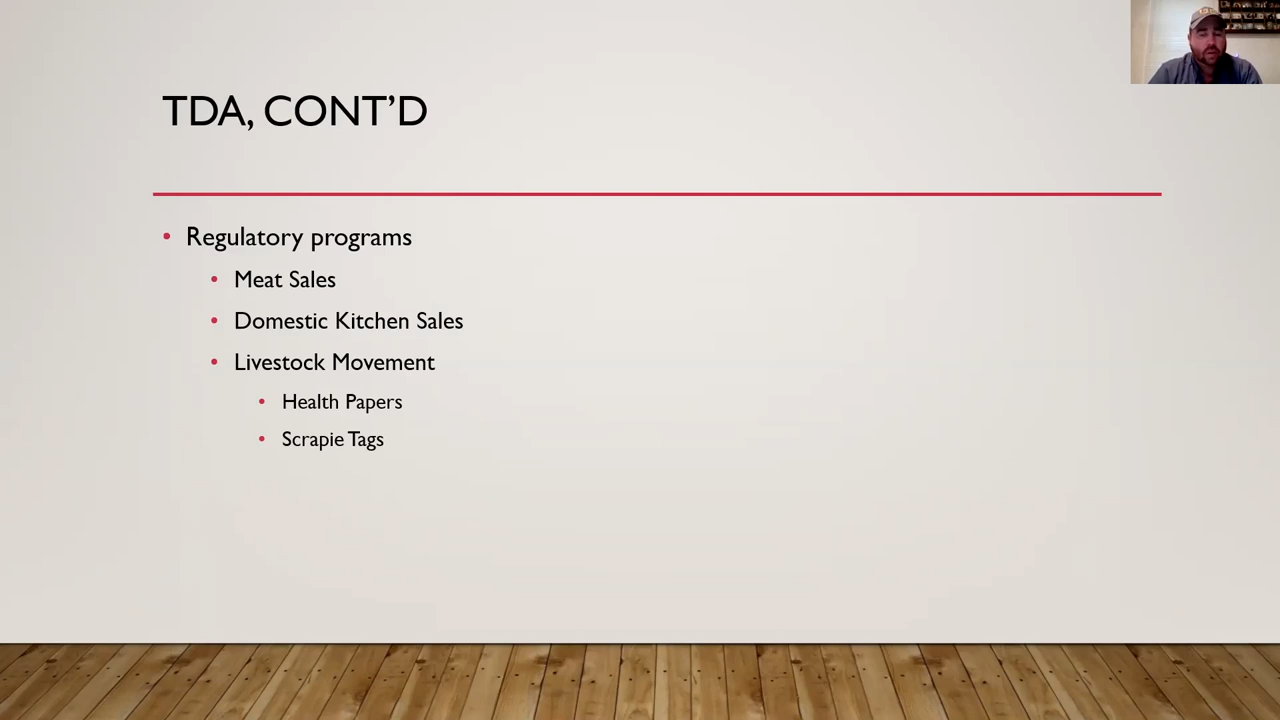 TDA, CONT’D
Regulatory programs
Meat Sales
Domestic Kitchen Sales
Livestock Movement
Health Papers
Scrapie Tags